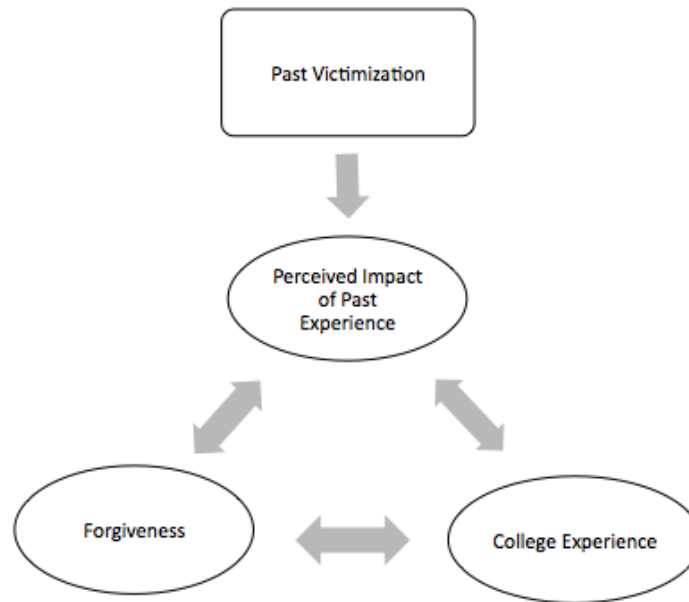 Past Victimization
Perceived Impact
of Past
Experience
Forgiveness
College Experience